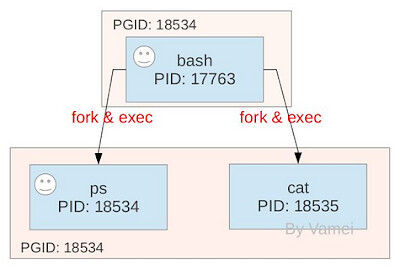 PGID: 18534
bash
PID: 17763
fork & exec
fork & exec
ps
PID: 18534
cat
PID: 18535
By Vamei
PGID: 18534